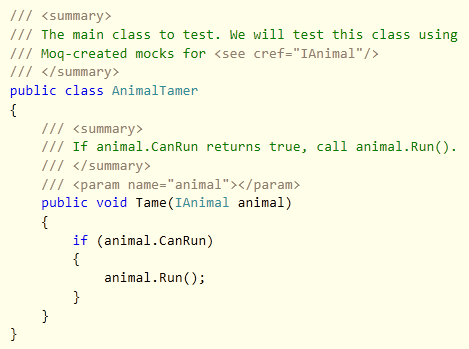 /// <summary>
/// The main class to test. We will test this class using
/// Moq-created mocks for <see cref="IAnimal"/>
/// </summary>
public class AnimalTamer
{
    /// <summary>
    /// If animal.CanRun returns true, call animal.Run().
    /// </summary>
    /// <param name="animal"></param>
    public void Tame(IAnimal animal)
    {
        if (animal.CanRun)
        {
            animal.Run();
        }
    }
}